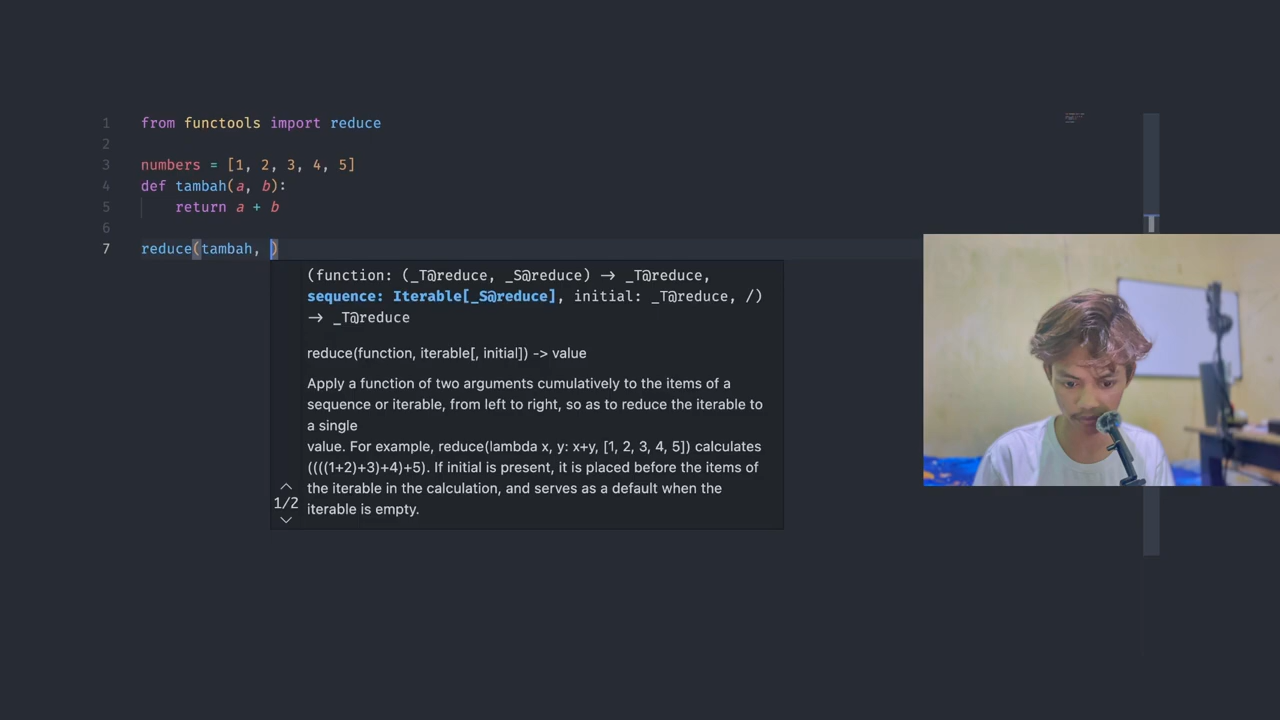 1 from functools import reduce
2
3 numbers = [1, 2, 3, 4, 5]
4 def tambah(a, b):
5 return a + b
6
7 reduce(tambah, )
(function: (_T@reduce, _S@reduce) → _T@reduce,
sequence: Iterable[_S@reduce], initial: _T@reduce, /)
→ _T@reduce
reduce(function, iterable[, initial]) -> value
Apply a function of two arguments cumulatively to the items of a
sequence or iterable, from left to right, so as to reduce the iterable to
a single
value. For example, reduce(lambda x, y: x+y, [1, 2, 3, 4, 5]) calculates
((((1+2)+3)+4)+5). If initial is present, it is placed before the items of
the iterable in the calculation, and serves as a default when the
iterable is empty.
1/2